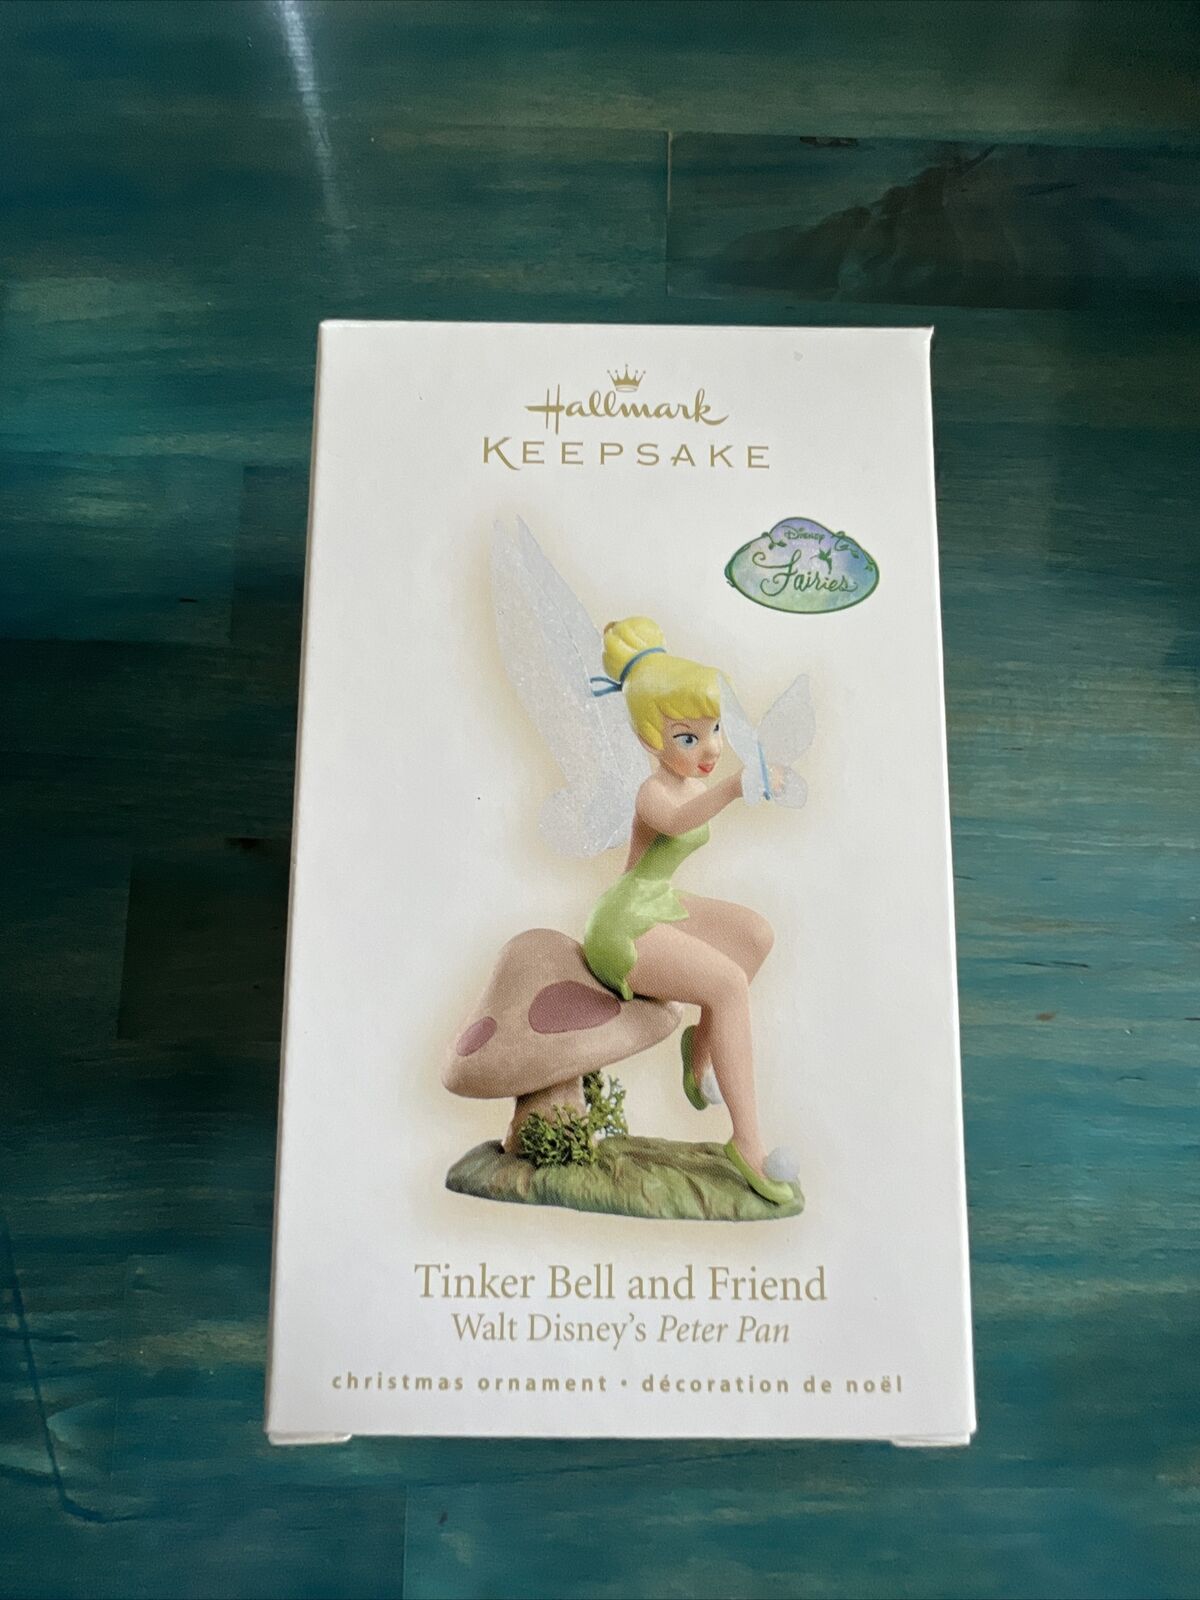 Hallmark
KEEPSAKE
Disney
Fairies
Tinker Bell and Friend
Walt Disney's Peter Pan
christmas ornament • décoration de noël